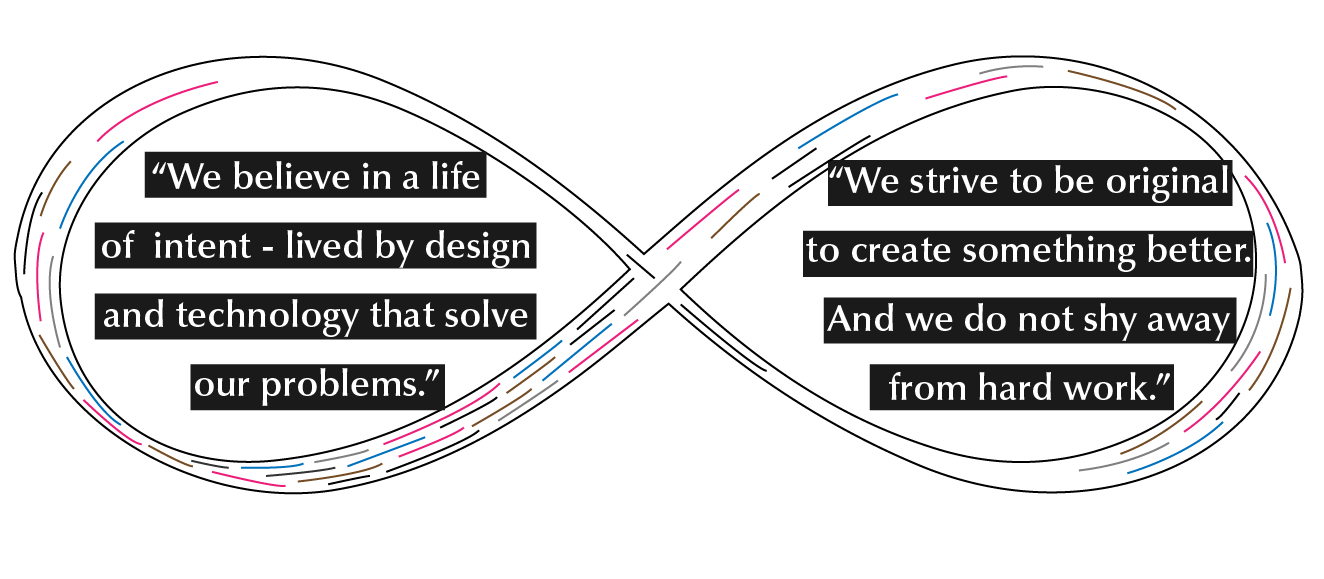 “We believe in a life
of  intent - lived by design
and technology that solve
our problems.”
“We strive to be original
to create something better.
And we do not shy away
from hard work.”